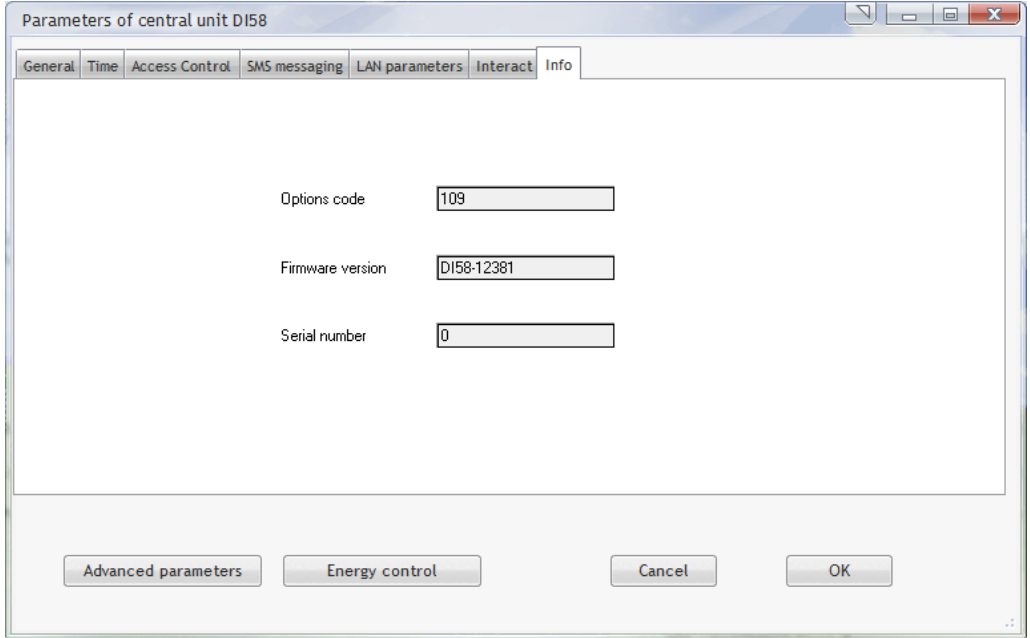 Parameters of central unit DI58
General Time Access Control SMS messaging LAN parameters Interact Info
Options code 109
Firmware version DI58-12381
Serial number 0
Advanced parameters Energy control Cancel OK